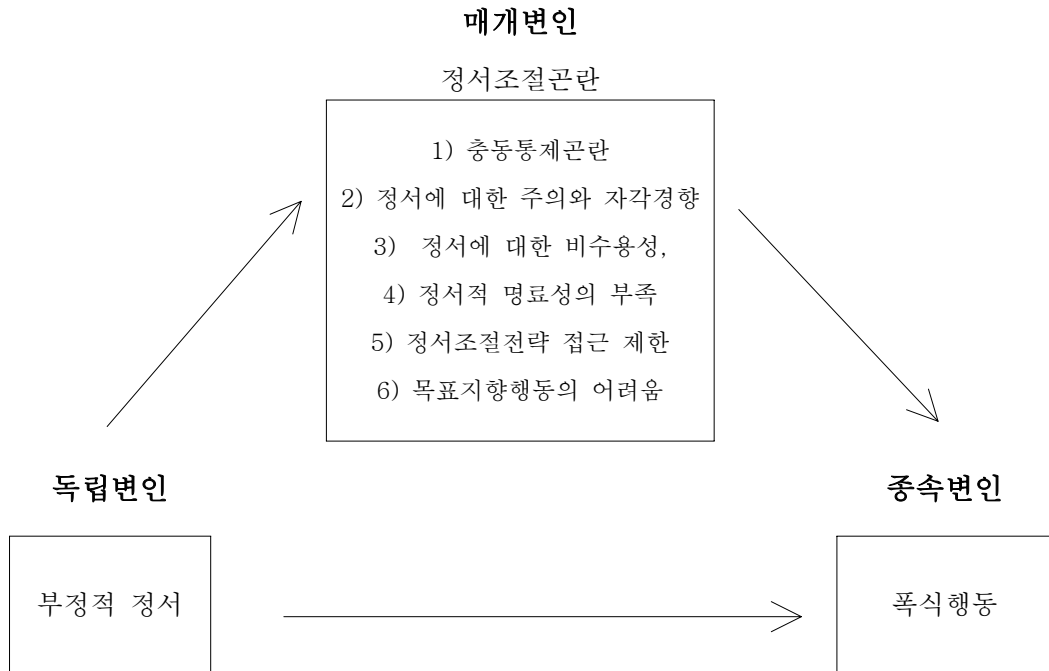 매개변인
정서조절곤란
1) 충동통제곤란
2) 정서에 대한 주의와 자각경향
3) 정서에 대한 비수용성,
4) 정서적 명료성의 부족
5) 정서조절전략 접근 제한
6) 목표지향행동의 어려움
독립변인
종속변인
부정적 정서
폭식행동